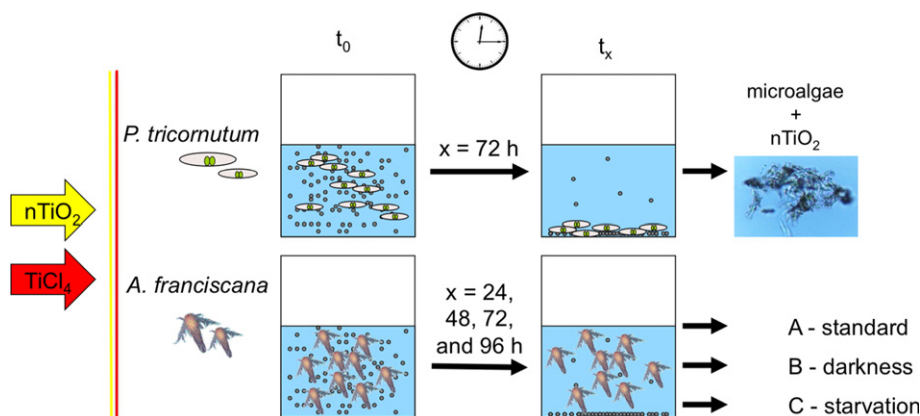 t0
tx
P. tricornutum
x = 72 h
microalgae
+
nTiO2
nTiO2
TiCl4
A. franciscana
x = 24,
48, 72,
and 96 h
A - standard
B - darkness
C - starvation